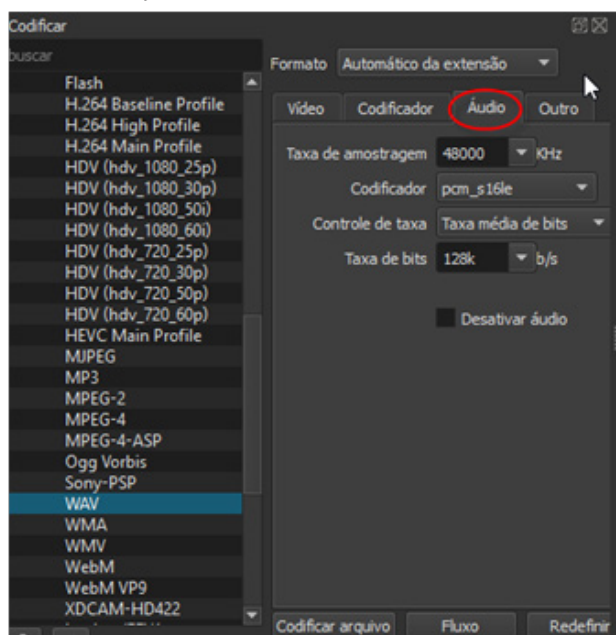 Codificar
buscar
Flash
H.264 Baseline Profile
H.264 High Profile
H.264 Main Profile
HDV (hdv_1080_25p)
HDV (hdv_1080_30p)
HDV (hdv_1080_50i)
HDV (hdv_1080_60i)
HDV (hdv_720_25p)
HDV (hdv_720_30p)
HDV (hdv_720_50p)
HDV (hdv_720_60p)
HEVC Main Profile
MJPEG
MP3
MPEG-2
MPEG-4
MPEG-4-ASP
Ogg Vorbis
Sony-PSP
WAV
WMA
WMV
WebM
WebM VP9
XDCAM-HD422
Formato Automático da extensão
Vídeo Codificador Áudio Outro
Taxa de amostragem 48000 KHz
Codificador pcm_s16le
Controle de taxa Taxa média de bits
Taxa de bits 128k b/s
Desativar áudio
Codificar arquivo Fluxo Redefinir